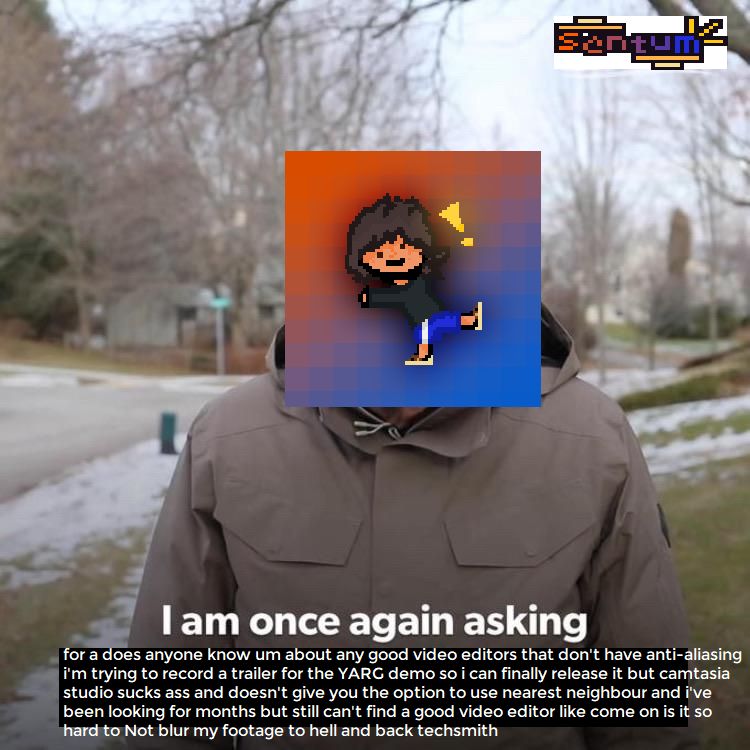 santum
I am once again asking
for a does anyone know um about any good video editors that don't have anti-aliasing
i'm trying to record a trailer for the YARG demo so i can finally release it but camtasia
studio sucks ass and doesn't give you the option to use nearest neighbour and i've
been looking for months but still can't find a good video editor like come on is it so
hard to Not blur my footage to hell and back techsmith